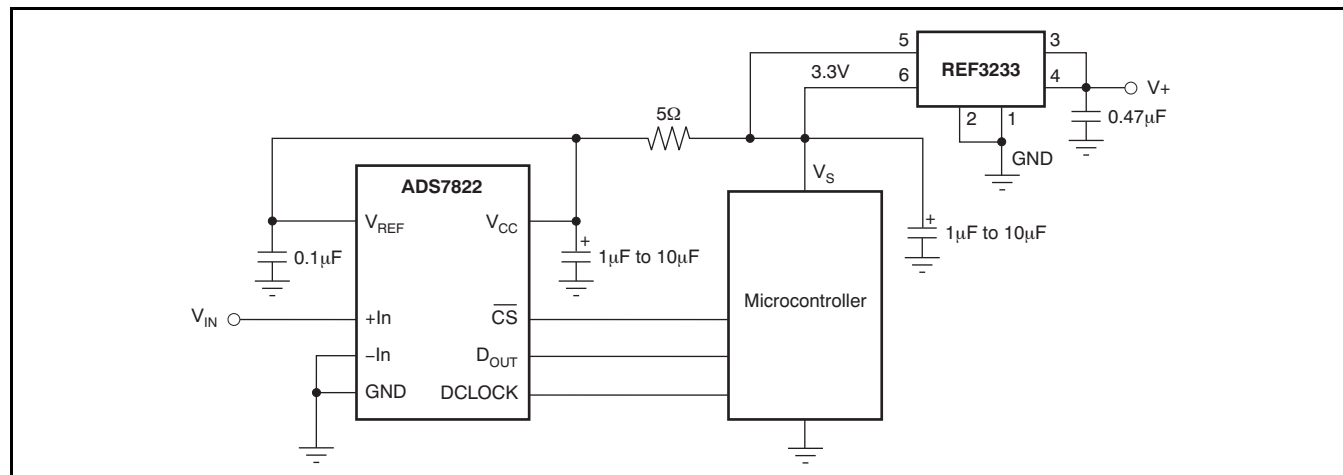 5
REF3233
3
3.3V
6
4
V+
2
1
0.47μF
5Ω
GND
ADS7822
V_S
V_REF
V_CC
0.1μF
1μF to 10μF
1μF to 10μF
Microcontroller
V_IN
+In
C̅S̅
–In
D_OUT
GND
DCLOCK